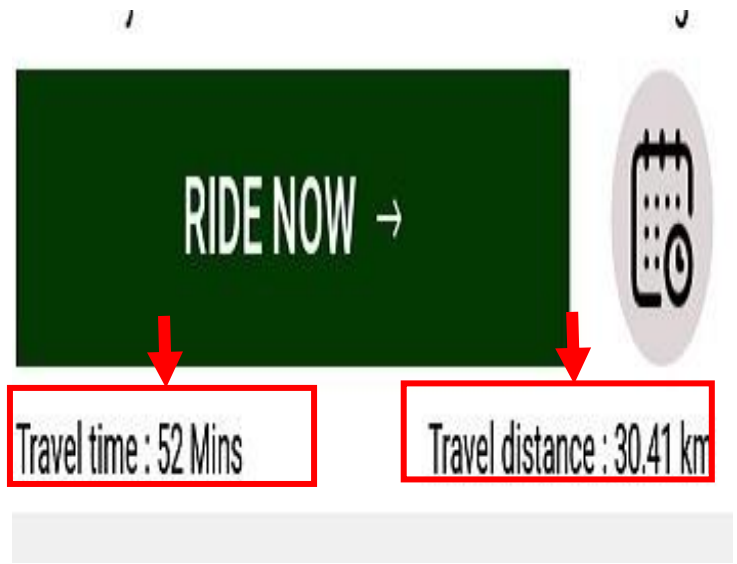 RIDE NOW →
Travel time : 52 Mins
Travel distance : 30.41 km